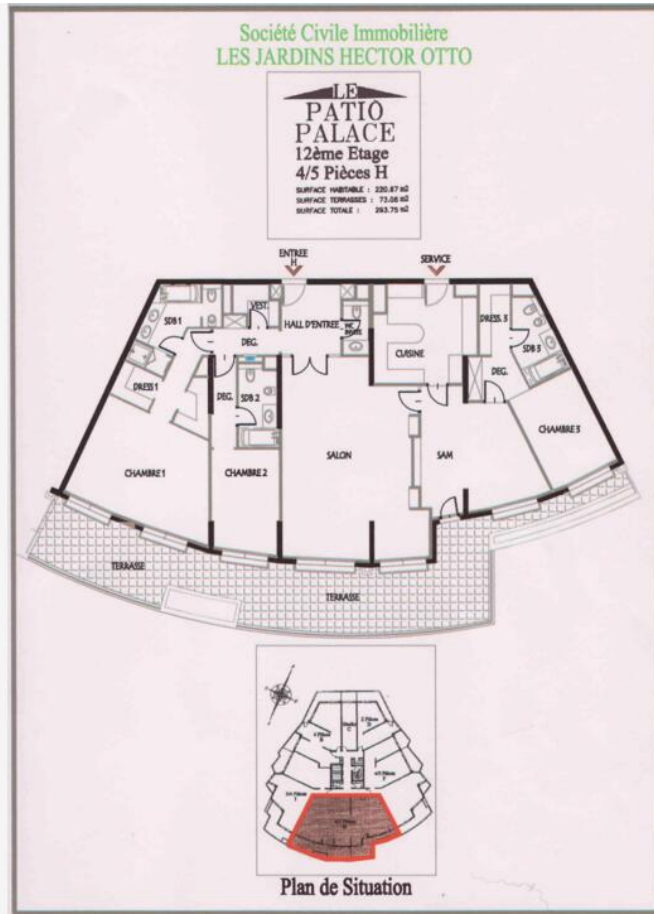 Société Civile Immobilière
LES JARDINS HECTOR OTTO
LE
PATIO
PALACE
12ème Etage
4/5 Pièces H
SURFACE HABITABLE : 220.67 m2
SURFACE TERRASSES : 73.08 m2
SURFACE TOTALE : 293.75 m2
ENTREE
H
SERVICE
VEST.
SDB 1
HALL D'ENTREE
WC
INVITE
DRESS. 3
DEG.
CUISINE
SDB 3
DRESS 1
DEG.
SDB 2
DEG.
CHAMBRE 1
CHAMBRE 2
SALON
SAM
CHAMBRE 3
TERRASSE
TERRASSE
Plan de Situation